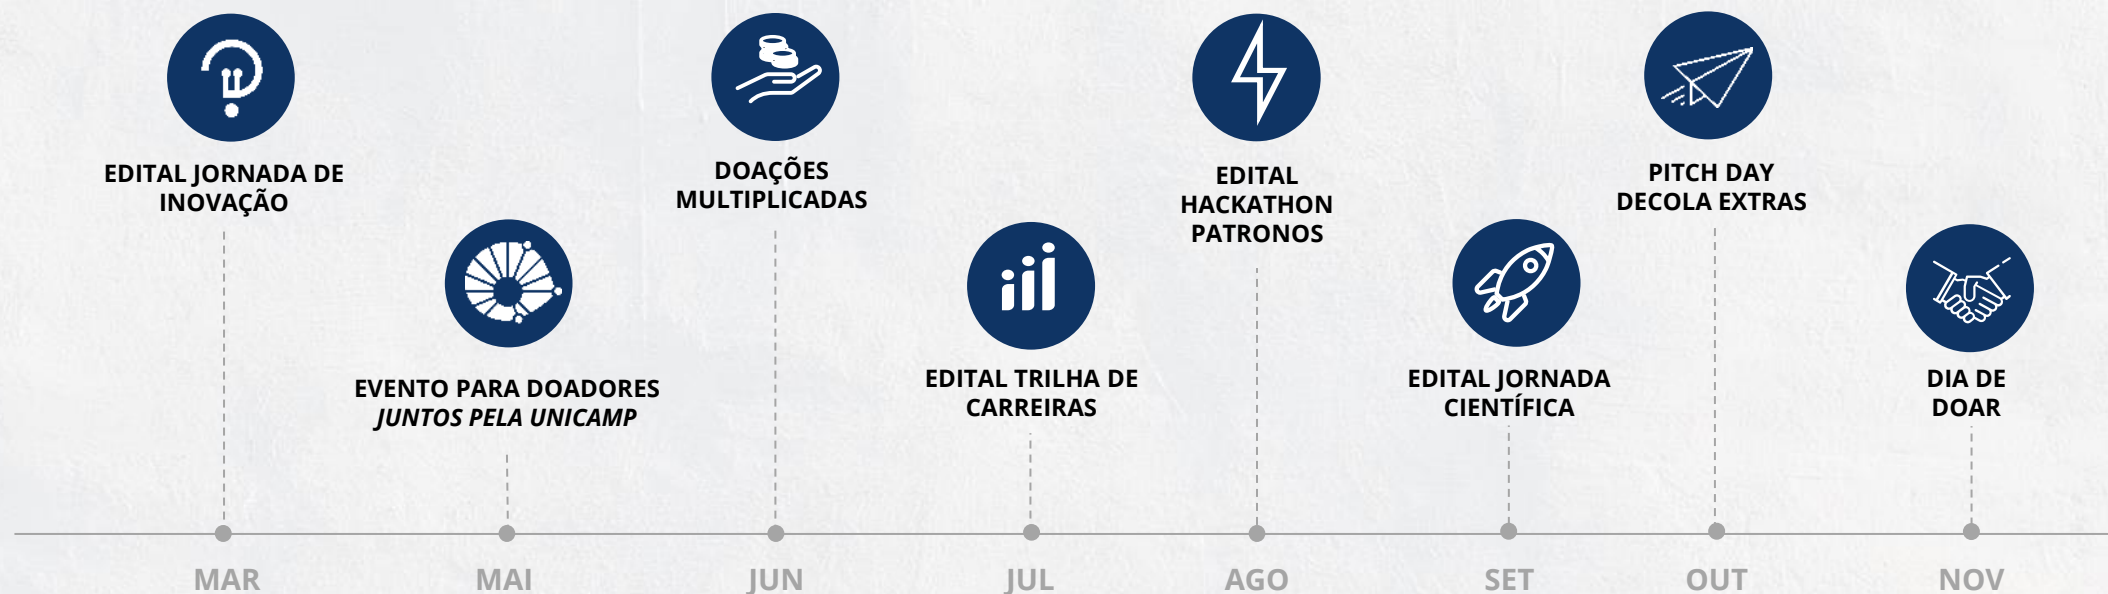 EDITAL JORNADA DE
INOVAÇÃO
EVENTO PARA DOADORES
JUNTOS PELA UNICAMP
DOAÇÕES
MULTIPLICADAS
EDITAL TRILHA DE
CARREIRAS
EDITAL
HACKATHON
PATRONOS
EDITAL JORNADA
CIENTÍFICA
PITCH DAY
DECOLA EXTRAS
DIA DE
DOAR
MAR
MAI
JUN
JUL
AGO
SET
OUT
NOV